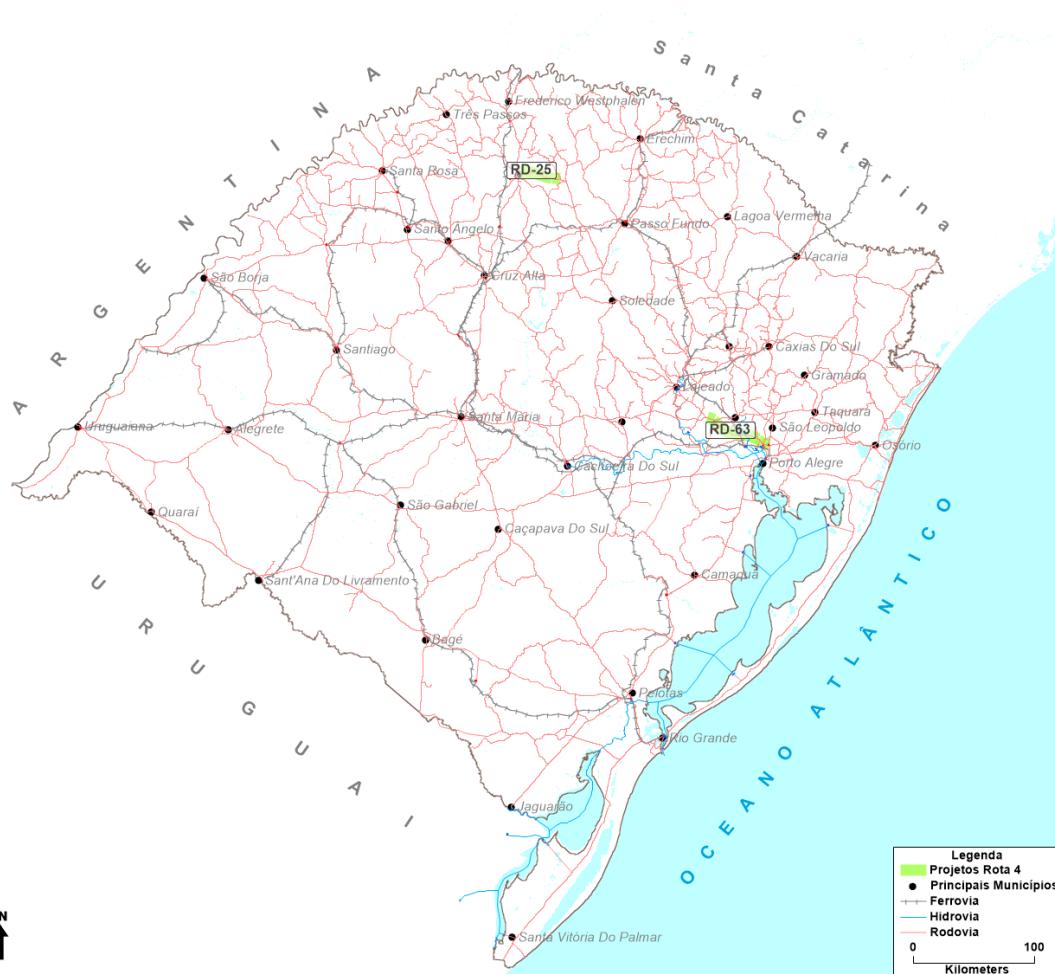 Santa Catarina
ARGENTINA
Frederico Westphalen
Três Passos
Erechim
RD-25
Santa Rosa
Lagoa Vermelha
Passo Fundo
Santo Angelo
Vacaria
Cruz Alta
São Borja
Soledade
Santiago
Caxias Do Sul
Gramado
Lajeado
Taquara
Santa Maria
Uruguaiana
Alegrete
RD-63
São Leopoldo
Osório
Cachoeira Do Sul
Porto Alegre
São Gabriel
Quaraí
Caçapava Do Sul
Camaquã
Sant'Ana Do Livramento
URUGUAI
Bagé
OCEANO ATLÂNTICO
Pelotas
Rio Grande
Jaguarão
Santa Vitória Do Palmar
N
Legenda
Projetos Rota 4
Principais Municípios
Ferrovia
Hidrovia
Rodovia
0 100
Kilometers